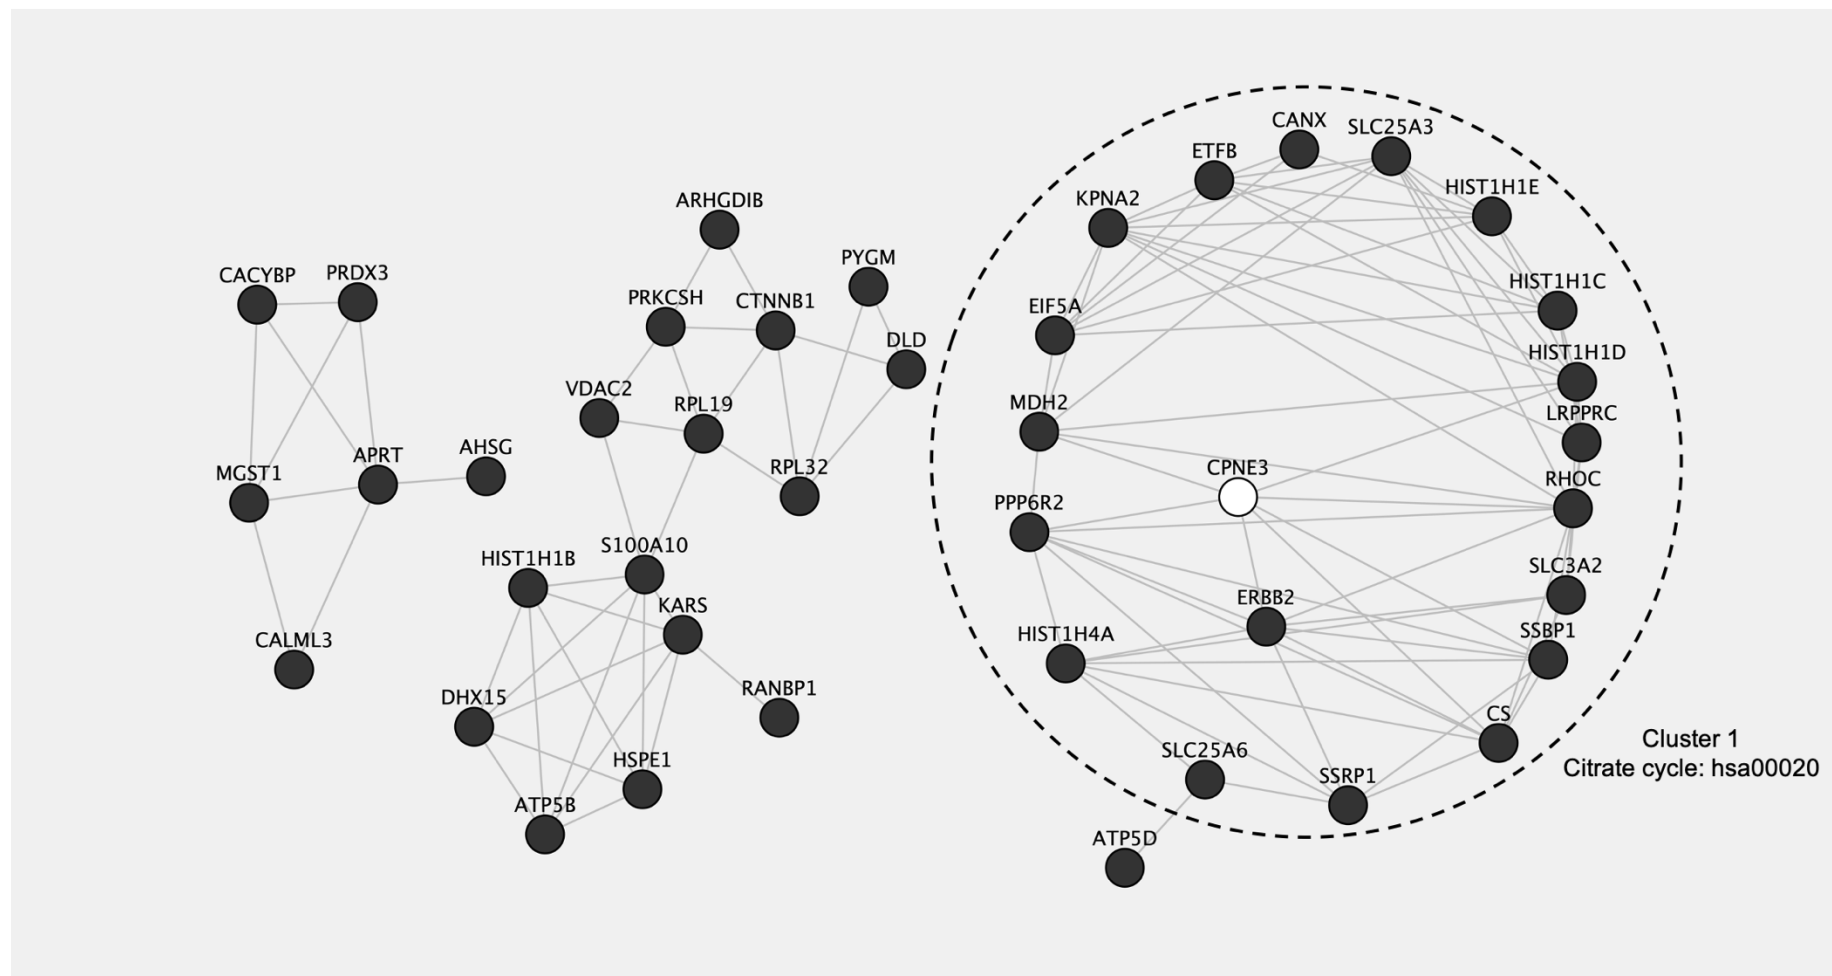 CANX
SLC25A3
ETFB
HIST1H1E
KPNA2
ARHGDIB
PYGM
CACYBP
PRDX3
PRKCSH
CTNNB1
HIST1H1C
EIF5A
DLD
HIST1H1D
VDAC2
RPL19
MDH2
LRPPRC
MGST1
APRT
AHSG
RPL32
CPNE3
RHOC
PPP6R2
HIST1H1B
S100A10
SLC3A2
KARS
ERBB2
CALML3
HIST1H4A
SSBP1
DHX15
RANBP1
CS
Cluster 1
Citrate cycle: hsa00020
HSPE1
SLC25A6
SSRP1
ATP5B
ATP5D